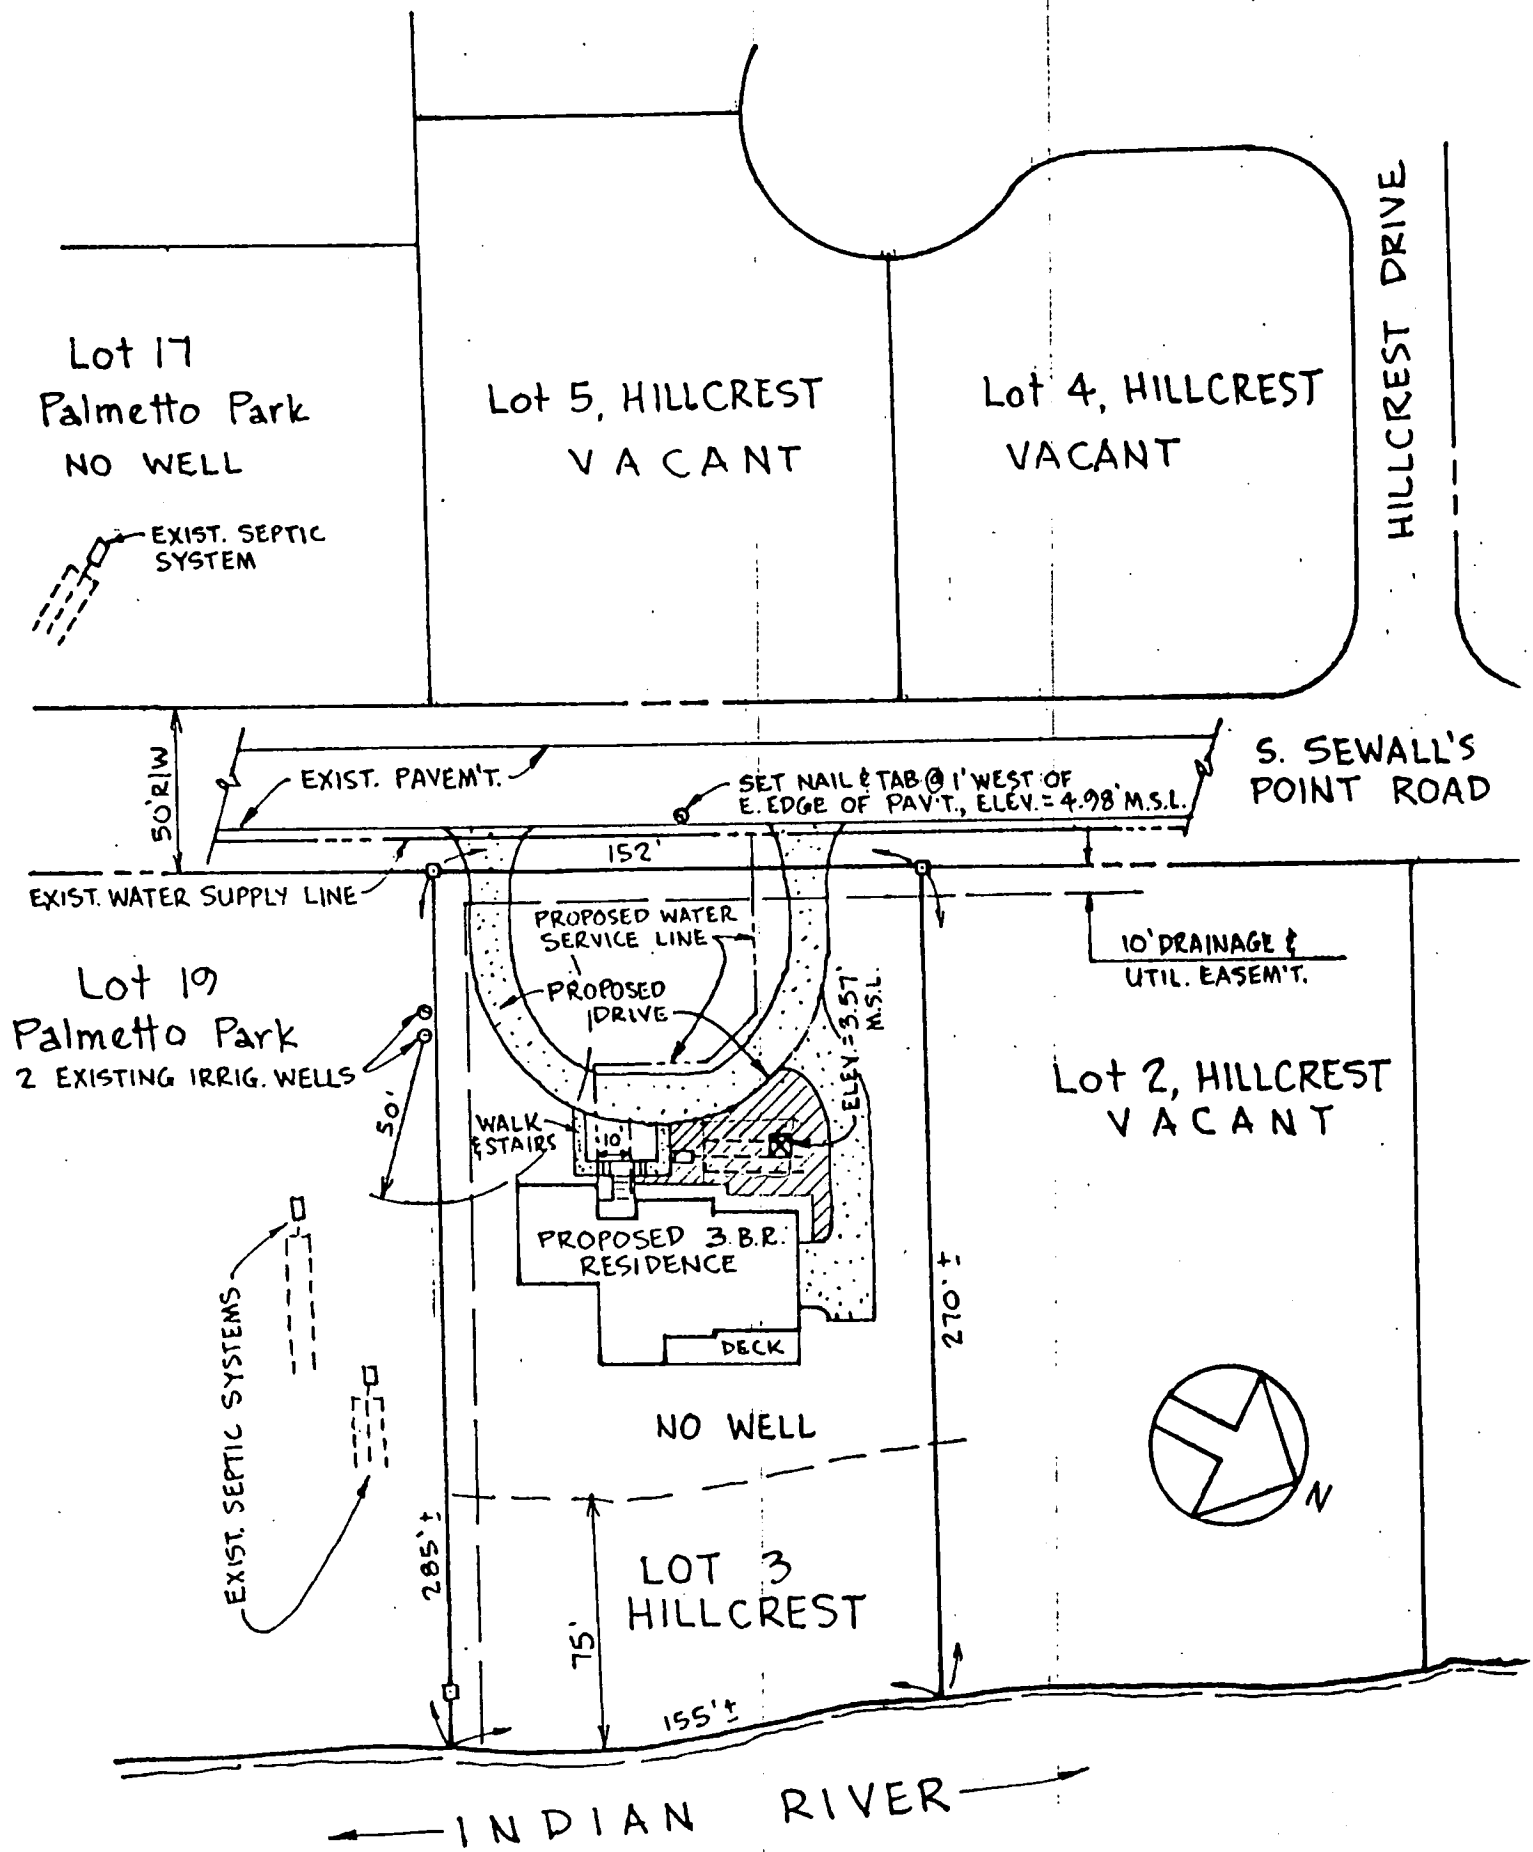 HILLCREST DRIVE
Lot 17
Palmetto Park
NO WELL
Lot 5, HILLCREST
VACANT
Lot 4, HILLCREST
VACANT
EXIST. SEPTIC
SYSTEM
50' R/W
EXIST. PAVEM'T.
SET NAIL & TAB @ 1' WEST OF
E. EDGE OF PAV'T., ELEV. = 4.98' M.S.L.
S. SEWALL'S
POINT ROAD
152'
EXIST. WATER SUPPLY LINE
PROPOSED WATER
SERVICE LINE
10' DRAINAGE &
UTIL. EASEM'T.
Lot 19
Palmetto Park
2 EXISTING IRRIG. WELLS
PROPOSED
DRIVE
ELEV = 3.57'
M.S.L.
Lot 2, HILLCREST
VACANT
50'
WALK
& STAIRS
10'
PROPOSED 3.B.R.
RESIDENCE
DECK
EXIST. SEPTIC SYSTEMS
270' ±
NO WELL
N
285' ±
LOT 3
HILLCREST
75'
155' ±
INDIAN RIVER